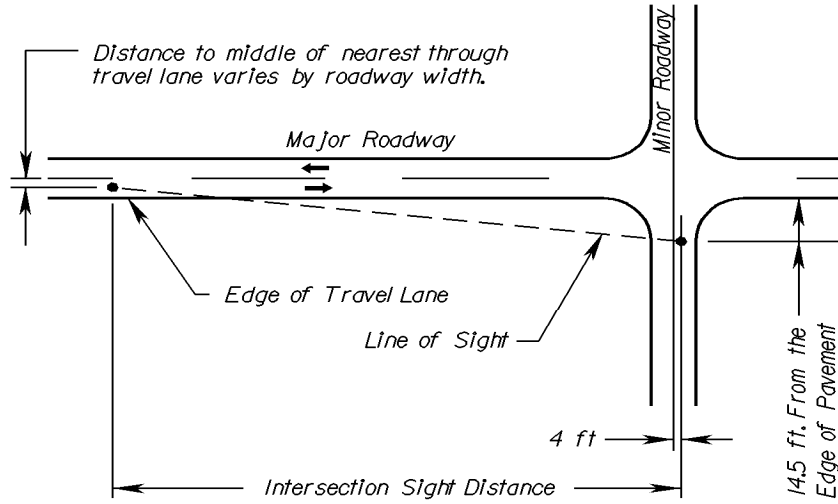 Distance to middle of nearest through
travel lane varies by roadway width.
Major Roadway
Minor Roadway
Edge of Travel Lane
Line of Sight
4 ft
14.5 ft. From the
Edge of Pavement
Intersection Sight Distance